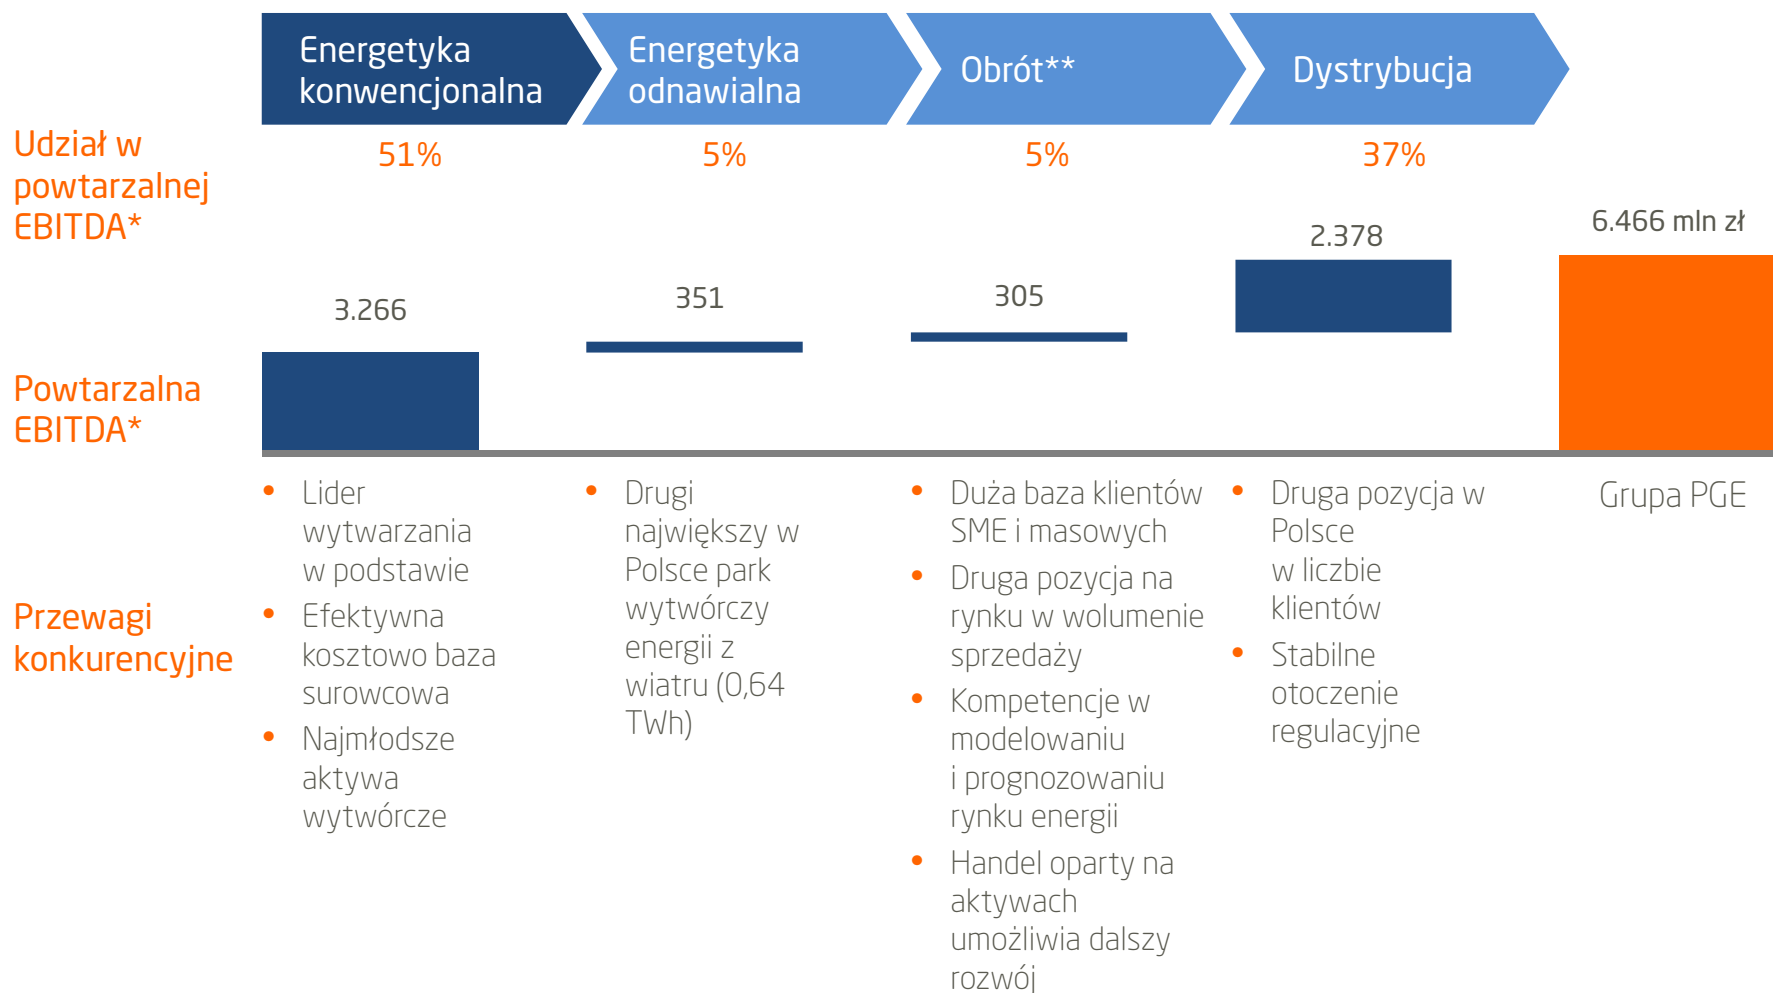 Energetyka
konwencjonalna
Energetyka
odnawialna
Obrót**
Dystrybucja
Udział w
powtarzalnej
EBITDA*
51%
5%
5%
37%
3.266
351
305
2.378
6.466 mln zł
Powtarzalna
EBITDA*
Grupa PGE
Przewagi
konkurencyjne
• Lider
wytwarzania
w podstawie
• Efektywna
kosztowo baza
surowcowa
• Najmłodsze
aktywa
wytwórcze
• Drugi
największy w
Polsce park
wytwórczy
energii z
wiatru (0,64
TWh)
• Duża baza klientów
SME i masowych
• Druga pozycja na
rynku w wolumenie
sprzedaży
• Kompetencje w
modelowaniu
i prognozowaniu
rynku energii
• Handel oparty na
aktywach
umożliwia dalszy
rozwój
• Druga pozycja w
Polsce
w liczbie
klientów
• Stabilne
otoczenie
regulacyjne